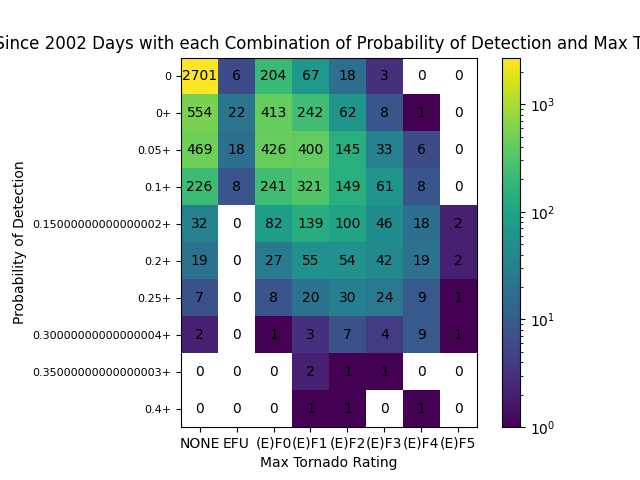 Since 2002 Days with each Combination of Probability of Detection and Max T
0 2701 6 204 67 18 3 0 0
0+ 554 22 413 242 62 8 1 0
0.05+ 469 18 426 400 145 33 6 0
0.1+ 226 8 241 321 149 61 8 0
0.15000000000000002+ 32 0 82 139 100 46 18 2
0.2+ 19 0 27 55 54 42 19 2
0.25+ 7 0 8 20 30 24 9 1
0.30000000000000004+ 2 0 1 3 7 4 9 1
0.35000000000000003+ 0 0 0 2 1 1 0 0
0.4+ 0 0 0 1 1 0 1 0
NONE EFU (E)F0 (E)F1 (E)F2 (E)F3 (E)F4 (E)F5
Max Tornado Rating
Probability of Detection
10³
10²
10¹
10⁰